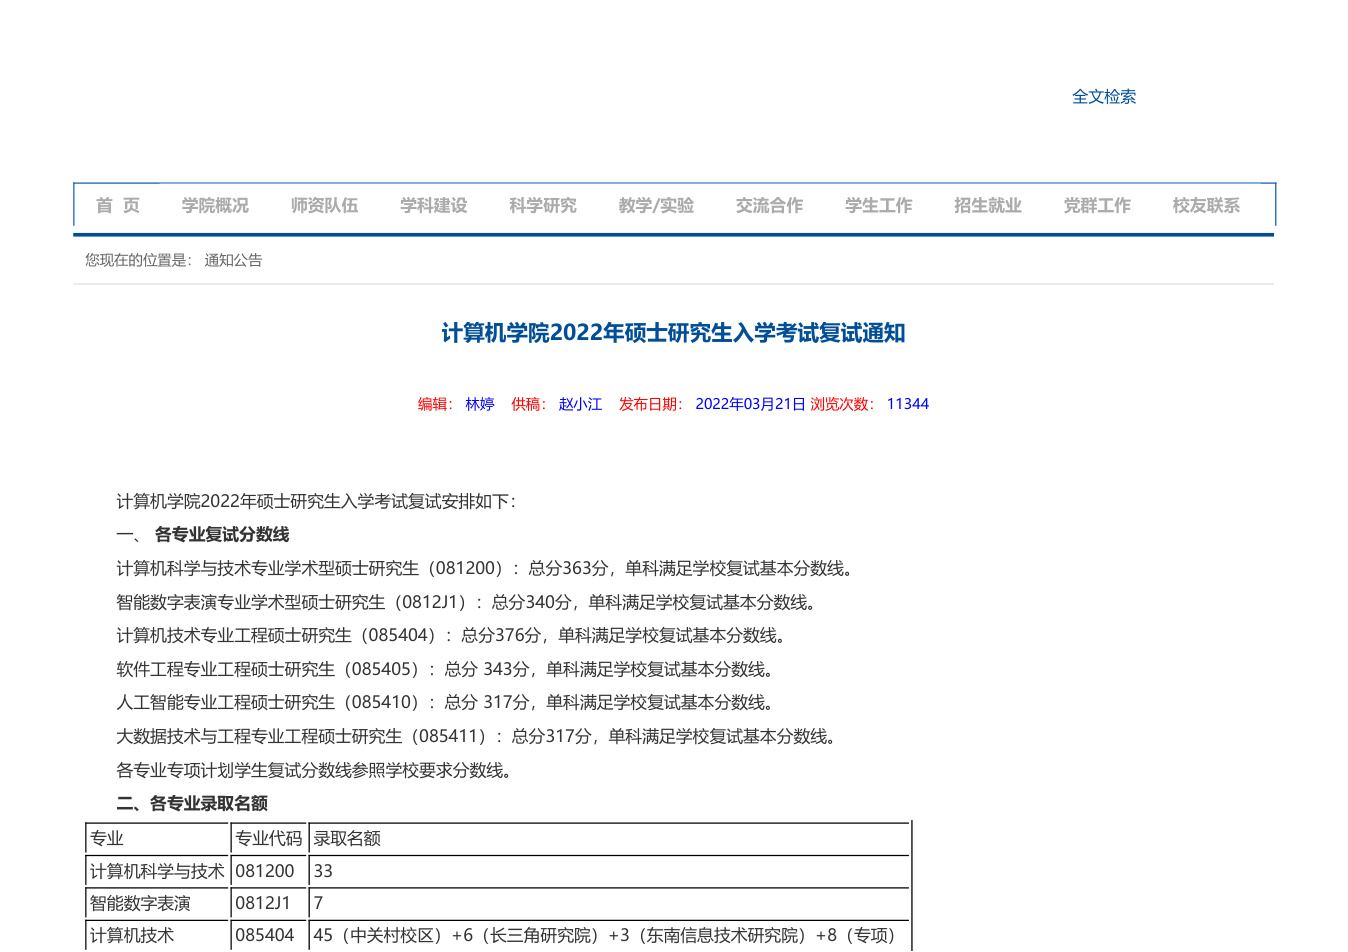 全文检索
首 页 学院概况 师资队伍 学科建设 科学研究 教学/实验 交流合作 学生工作 招生就业 党群工作 校友联系
您现在的位置是： 通知公告
计算机学院2022年硕士研究生入学考试复试通知
编辑： 林婷 供稿： 赵小江 发布日期： 2022年03月21日 浏览次数： 11344
计算机学院2022年硕士研究生入学考试复试安排如下：
一、 各专业复试分数线
计算机科学与技术专业学术型硕士研究生（081200）：总分363分，单科满足学校复试基本分数线。
智能数字表演专业学术型硕士研究生（0812J1）：总分340分，单科满足学校复试基本分数线。
计算机技术专业工程硕士研究生（085404）：总分376分，单科满足学校复试基本分数线。
软件工程专业工程硕士研究生（085405）：总分 343分，单科满足学校复试基本分数线。
人工智能专业工程硕士研究生（085410）：总分 317分，单科满足学校复试基本分数线。
大数据技术与工程专业工程硕士研究生（085411）：总分317分，单科满足学校复试基本分数线。
各专业专项计划学生复试分数线参照学校要求分数线。
二、各专业录取名额
专业 专业代码 录取名额
计算机科学与技术 081200 33
智能数字表演 0812J1 7
计算机技术 085404 45（中关村校区）+6（长三角研究院）+3（东南信息技术研究院）+8（专项）